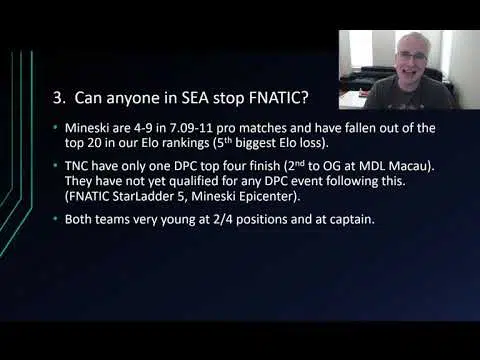 3. Can anyone in SEA stop FNATIC?
• Mineski are 4-9 in 7.09-11 pro matches and have fallen out of the
top 20 in our Elo rankings (5th biggest Elo loss).
• TNC have only one DPC top four finish (2nd to OG at MDL Macau).
They have not yet qualified for any DPC event following this.
(FNATIC StarLadder 5, Mineski Epicenter).
• Both teams very young at 2/4 positions and at captain.